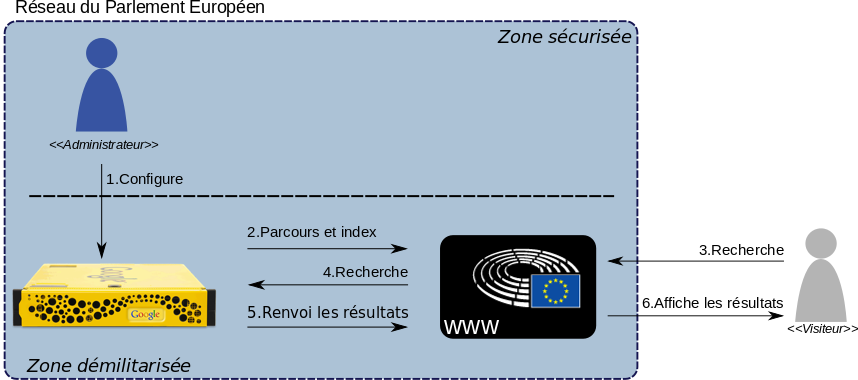 Réseau du Parlement Européen
Zone sécurisée
<<Administrateur>>
1.Configure
2.Parcours et index
3.Recherche
4.Recherche
Google
5.Renvoi les résultats
6.Affiche les résultats
Google
www
<<Visiteur>>
Zone démilitarisée